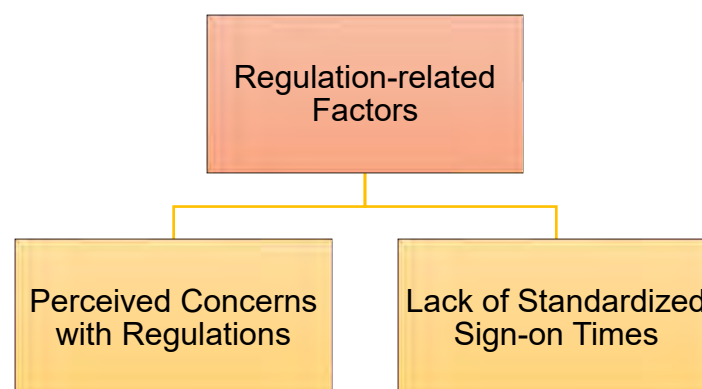 Regulation-related
Factors
Perceived Concerns
with Regulations
Lack of Standardized
Sign-on Times